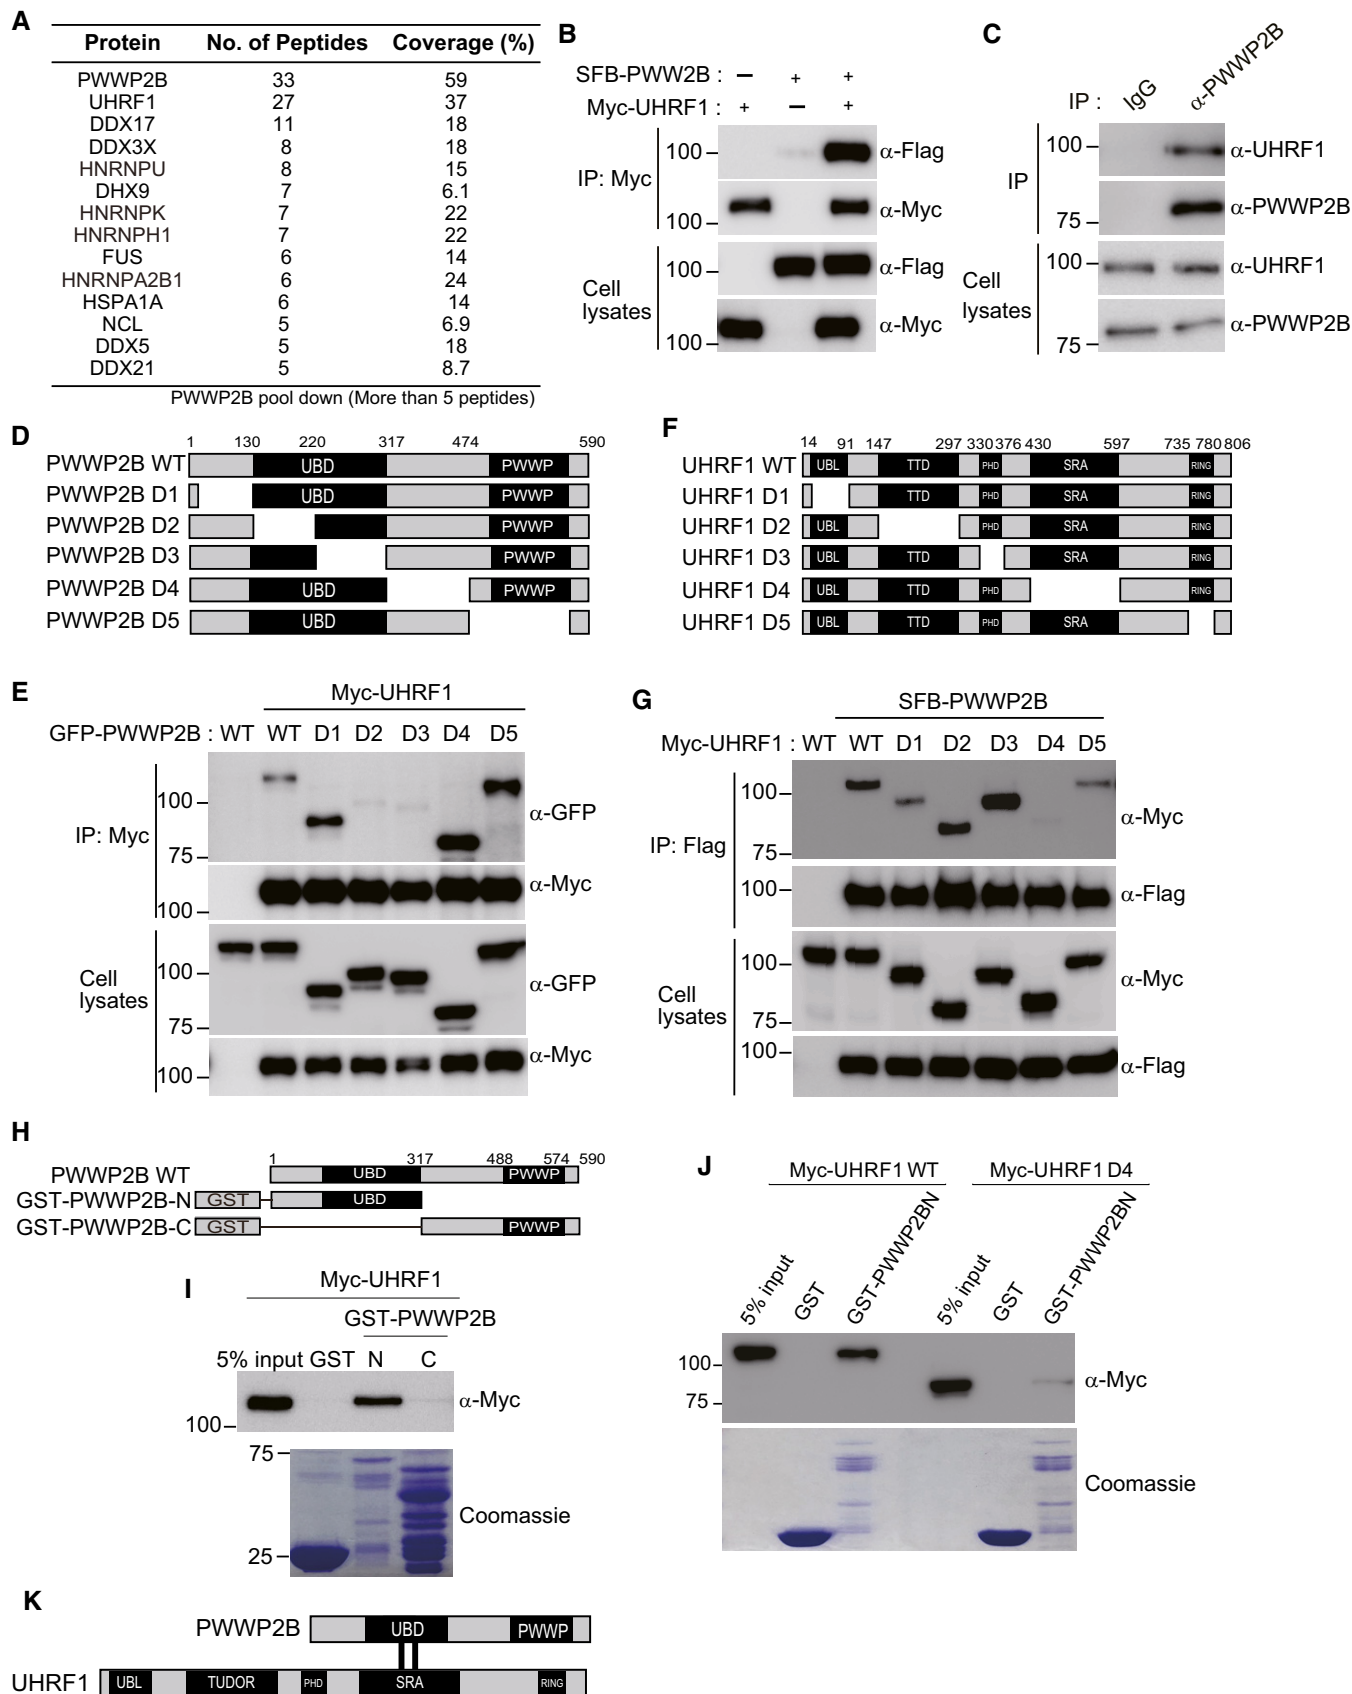 A
Protein No. of Peptides Coverage (%)
PWWP2B 33 59
UHRF1 27 37
DDX17 11 18
DDX3X 8 18
HNRNPU 8 15
DHX9 7 6.1
HNRNPK 7 22
HNRNPH1 7 22
FUS 6 14
HNRNPA2B1 6 24
HSPA1A 6 14
NCL 5 6.9
DDX5 5 18
DDX21 5 8.7
PWWP2B pool down (More than 5 peptides)
B
SFB-PWW2B : − + +
Myc-UHRF1 : + − +
IP: Myc
100 α-Flag
100 α-Myc
Cell lysates
100 α-Flag
100 α-Myc
C
IP : IgG α-PWWP2B
IP
100 α-UHRF1
75 α-PWWP2B
Cell lysates
100 α-UHRF1
75 α-PWWP2B
D
1 130 220 317 474 590
PWWP2B WT UBD PWWP
PWWP2B D1 UBD PWWP
PWWP2B D2 PWWP
PWWP2B D3 PWWP
PWWP2B D4 UBD PWWP
PWWP2B D5 UBD
F
14 91 147 297 330 376 430 597 735 780 806
UHRF1 WT UBL TTD PHD SRA RING
UHRF1 D1 TTD PHD SRA RING
UHRF1 D2 UBL PHD SRA RING
UHRF1 D3 UBL TTD SRA RING
UHRF1 D4 UBL TTD PHD RING
UHRF1 D5 UBL TTD PHD SRA
E
Myc-UHRF1
GFP-PWWP2B : WT WT D1 D2 D3 D4 D5
IP: Myc
100 α-GFP
75
100 α-Myc
Cell lysates
100 α-GFP
75
100 α-Myc
G
SFB-PWWP2B
Myc-UHRF1 : WT WT D1 D2 D3 D4 D5
IP: Flag
100 α-Myc
75
100 α-Flag
Cell lysates
100 α-Myc
75
100 α-Flag
H
1 317 488 574 590
PWWP2B WT UBD PWWP
GST-PWWP2B-N GST UBD
GST-PWWP2B-C GST PWWP
I
Myc-UHRF1
GST-PWWP2B
5% input GST N C
100 α-Myc
75
25
Coomassie
J
Myc-UHRF1 WT Myc-UHRF1 D4
5% input GST GST-PWWP2BN 5% input GST GST-PWWP2BN
100
75
α-Myc
Coomassie
K
PWWP2B UBD PWWP
UHRF1 UBL TUDOR PHD SRA RING